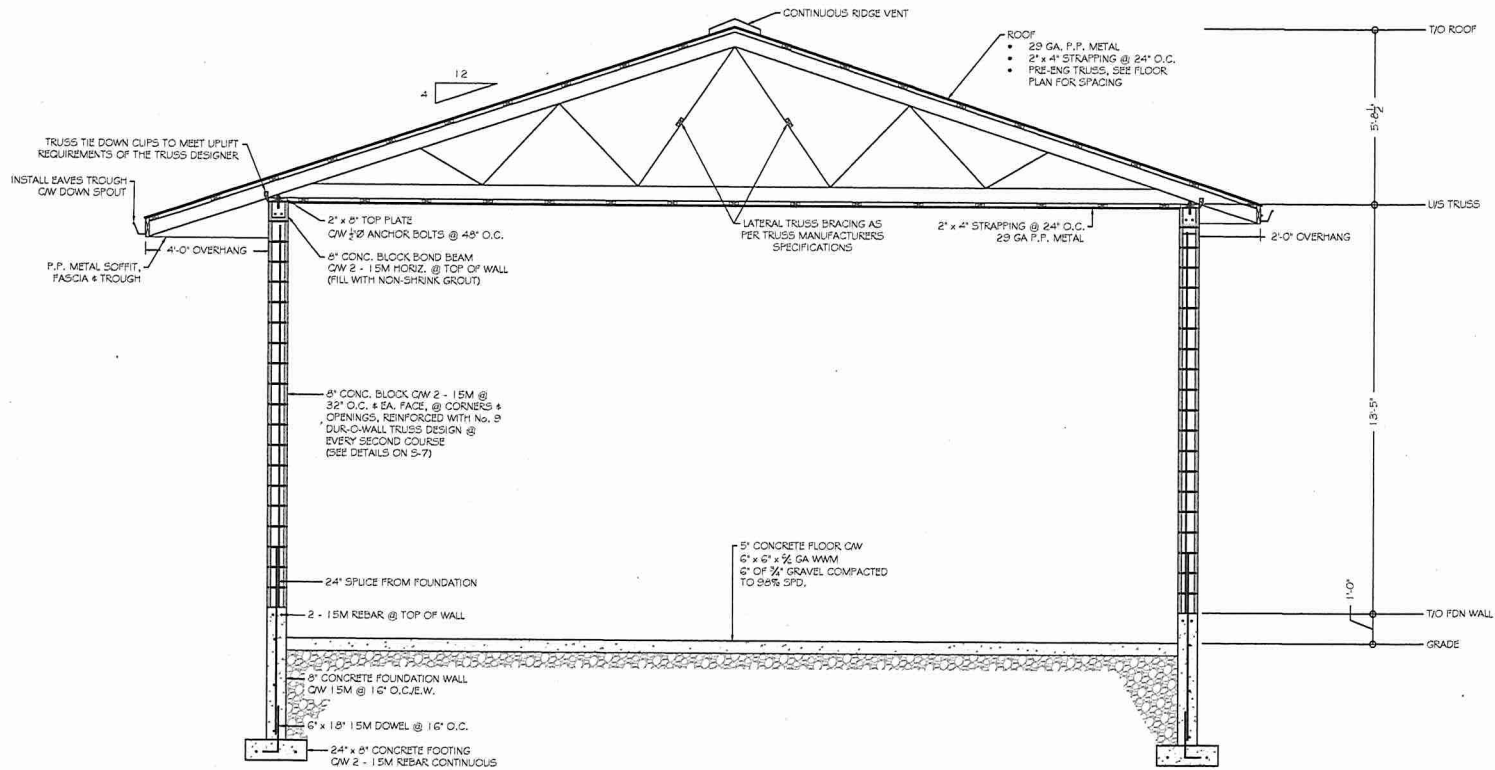 CONTINUOUS RIDGE VENT
T/O ROOF
ROOF
• 29 GA. P.P. METAL
• 2" x 4" STRAPPING @ 24" O.C.
• PRE-ENG TRUSS, SEE FLOOR
PLAN FOR SPACING
12
4
5'-8½"
TRUSS TIE DOWN CLIPS TO MEET UPLIFT
REQUIREMENTS OF THE TRUSS DESIGNER
INSTALL EAVES TROUGH
C/W DOWN SPOUT
U/S TRUSS
2" x 8" TOP PLATE
C/W ½"Ø ANCHOR BOLTS @ 48" O.C.
LATERAL TRUSS BRACING AS
PER TRUSS MANUFACTURERS
SPECIFICATIONS
2" x 4" STRAPPING @ 24" O.C.
29 GA P.P. METAL
4'-0" OVERHANG
2'-0" OVERHANG
P.P. METAL SOFFIT,
FASCIA & TROUGH
8" CONC. BLOCK BOND BEAM
C/W 2 - 15M HORIZ. @ TOP OF WALL
(FILL WITH NON-SHRINK GROUT)
8" CONC. BLOCK C/W 2 - 15M @
32" O.C. & EA. FACE, @ CORNERS &
OPENINGS, REINFORCED WITH No. 9
DUR-O-WALL TRUSS DESIGN @
EVERY SECOND COURSE
(SEE DETAILS ON S-7)
13'-5"
5" CONCRETE FLOOR C/W
6" x 6" x 6/6 GA WWM
6" OF ¾" GRAVEL COMPACTED
TO 98% SPD.
24" SPLICE FROM FOUNDATION
2 - 15M REBAR @ TOP OF WALL
1'-0"
T/O FDN WALL
GRADE
8" CONCRETE FOUNDATION WALL
C/W 15M @ 16" O.C./E.W.
6" x 18" 15M DOWEL @ 16" O.C.
24" x 8" CONCRETE FOOTING
C/W 2 - 15M REBAR CONTINUOUS